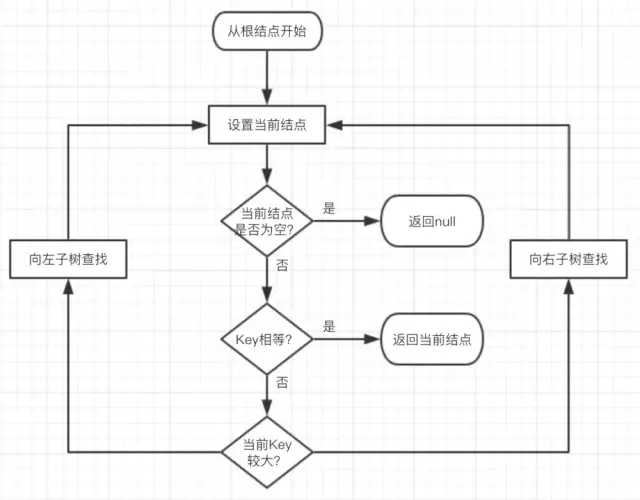 从根结点开始
设置当前结点
当前结点
是否为空?
是
返回null
向左子树查找
向右子树查找
否
Key相等?
是
返回当前结点
否
当前Key
较大?